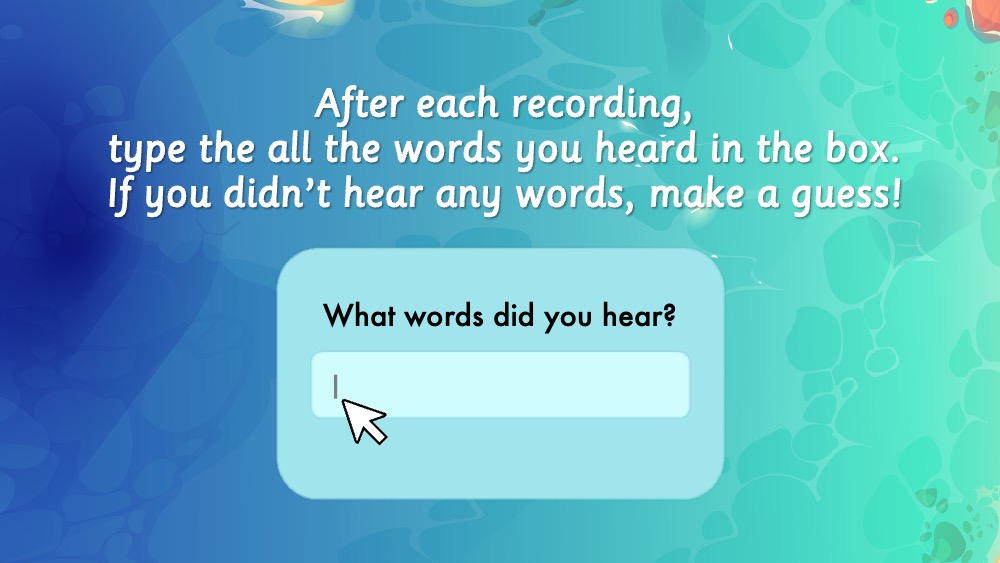 After each recording,
type the all the words you heard in the box.
If you didn't hear any words, make a guess!
What words did you hear?